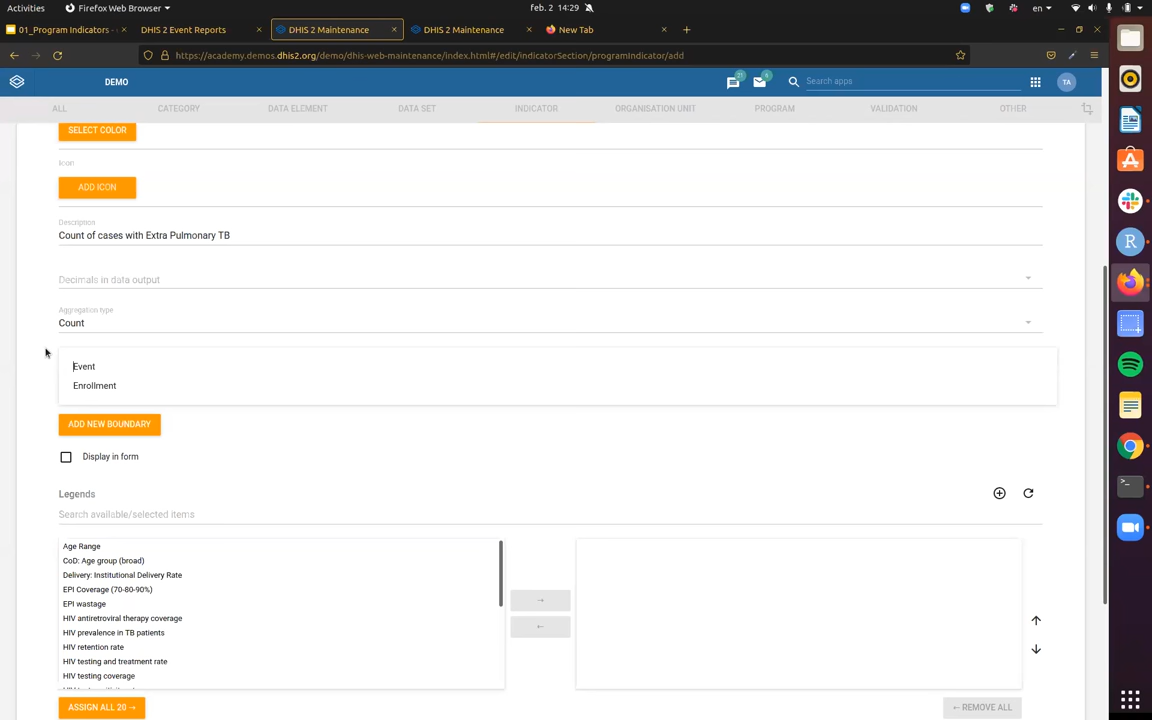 Activities Firefox Web Browser feb. 2 14:29 en
01_Program Indicators - DHIS 2 Event Reports DHIS 2 Maintenance DHIS 2 Maintenance New Tab
https://academy.demos.dhis2.org/demo/dhis-web-maintenance/index.html#/edit/indicatorSection/programIndicator/add
DEMO Search apps TA
ALL CATEGORY DATA ELEMENT DATA SET INDICATOR ORGANISATION UNIT PROGRAM VALIDATION OTHER
SELECT COLOR
Icon
ADD ICON
Description
Count of cases with Extra Pulmonary TB
Decimals in data output
Aggregation type
Count
Event
Enrollment
ADD NEW BOUNDARY
Display in form
Legends
Search available/selected items
Age Range
CoD: Age group (broad)
Delivery: Institutional Delivery Rate
EPI Coverage (70-80-90%)
EPI wastage
HIV antiretroviral therapy coverage
HIV prevalence in TB patients
HIV retention rate
HIV testing and treatment rate
HIV testing coverage
ASSIGN ALL 20 → ← REMOVE ALL